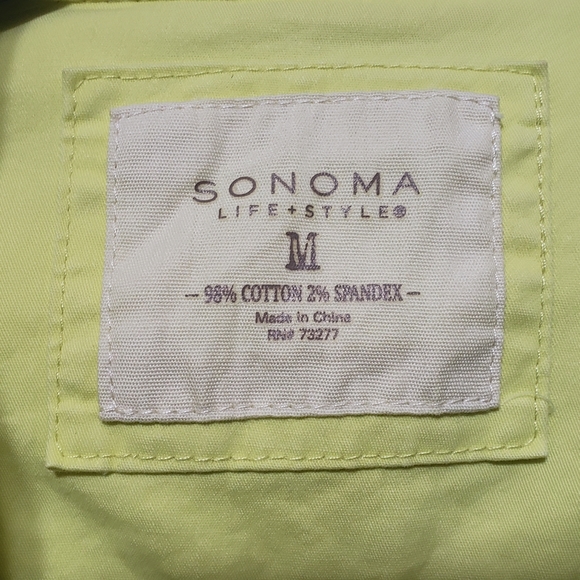 SONOMA
LIFE+STYLE®
M
- 98% COTTON 2% SPANDEX -
Made in China
RN# 73277